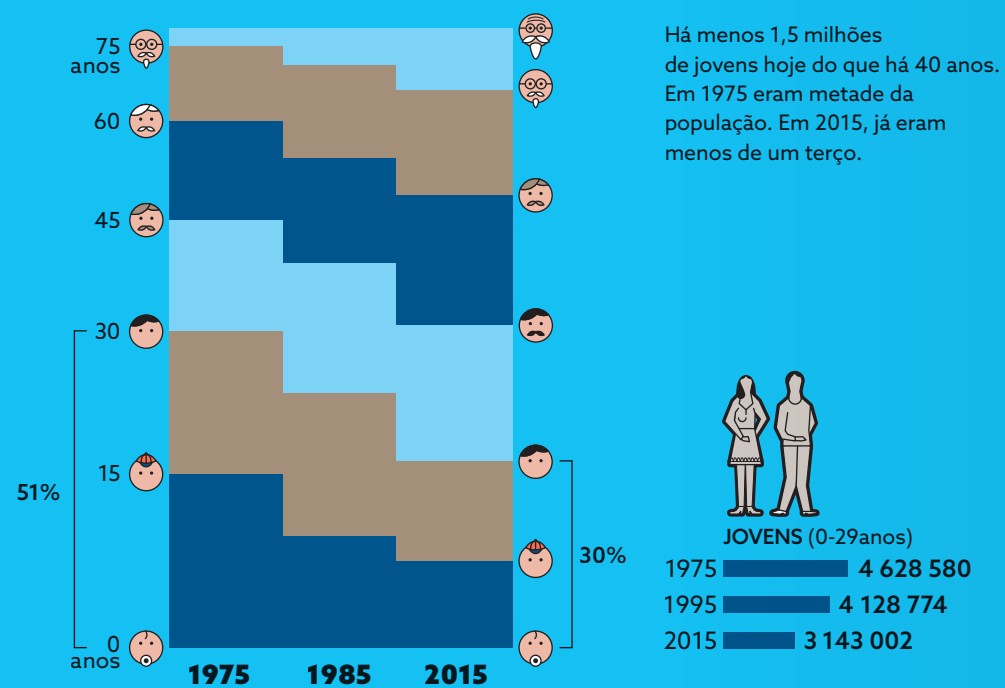 75
anos
60
45
30
15
0
anos
51%
30%
1975 1985 2015
Há menos 1,5 milhões
de jovens hoje do que há 40 anos.
Em 1975 eram metade da
população. Em 2015, já eram
menos de um terço.
JOVENS (0-29anos)
1975 4 628 580
1995 4 128 774
2015 3 143 002